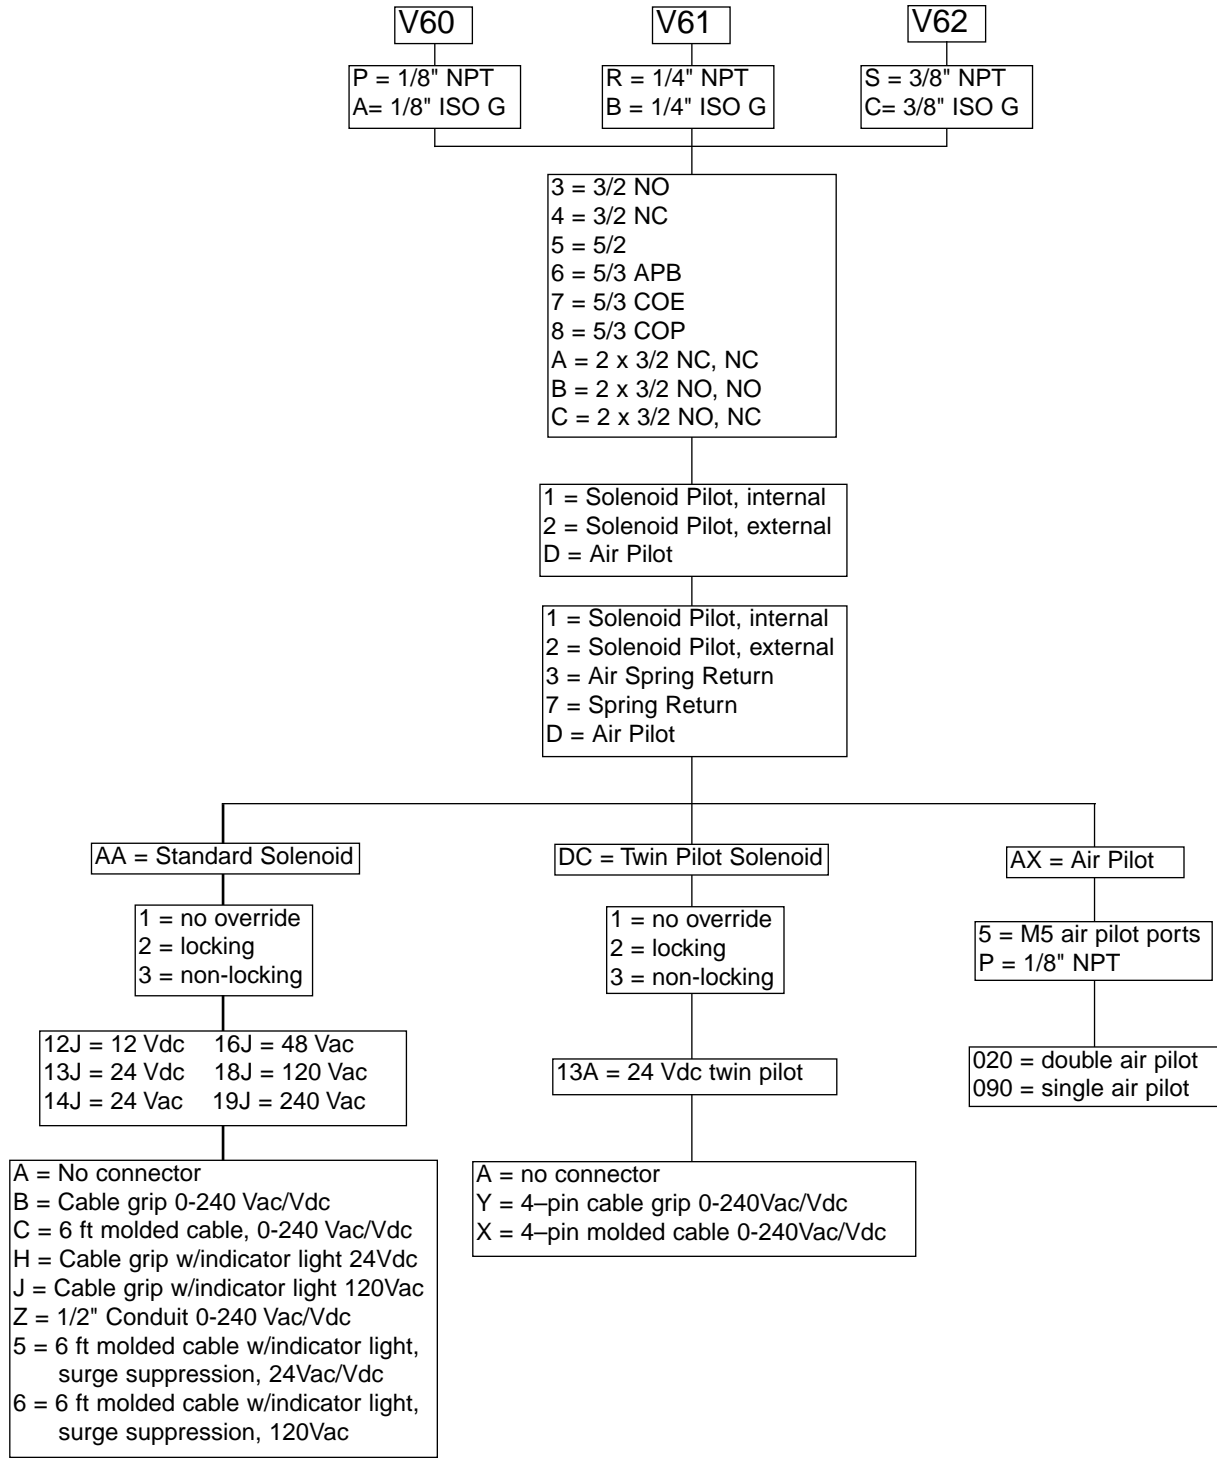 V60
V61
V62
P = 1/8" NPT
A= 1/8" ISO G
R = 1/4" NPT
B = 1/4" ISO G
S = 3/8" NPT
C= 3/8" ISO G
3 = 3/2 NO
4 = 3/2 NC
5 = 5/2
6 = 5/3 APB
7 = 5/3 COE
8 = 5/3 COP
A = 2 x 3/2 NC, NC
B = 2 x 3/2 NO, NO
C = 2 x 3/2 NO, NC
1 = Solenoid Pilot, internal
2 = Solenoid Pilot, external
D = Air Pilot
1 = Solenoid Pilot, internal
2 = Solenoid Pilot, external
3 = Air Spring Return
7 = Spring Return
D = Air Pilot
AA = Standard Solenoid
1 = no override
2 = locking
3 = non-locking
12J = 12 Vdc 16J = 48 Vac
13J = 24 Vdc 18J = 120 Vac
14J = 24 Vac 19J = 240 Vac
A = No connector
B = Cable grip 0-240 Vac/Vdc
C = 6 ft molded cable, 0-240 Vac/Vdc
H = Cable grip w/indicator light 24Vdc
J = Cable grip w/indicator light 120Vac
Z = 1/2" Conduit 0-240 Vac/Vdc
5 = 6 ft molded cable w/indicator light,
surge suppression, 24Vac/Vdc
6 = 6 ft molded cable w/indicator light,
surge suppression, 120Vac
DC = Twin Pilot Solenoid
1 = no override
2 = locking
3 = non-locking
13A = 24 Vdc twin pilot
A = no connector
Y = 4–pin cable grip 0-240Vac/Vdc
X = 4–pin molded cable 0-240Vac/Vdc
AX = Air Pilot
5 = M5 air pilot ports
P = 1/8" NPT
020 = double air pilot
090 = single air pilot